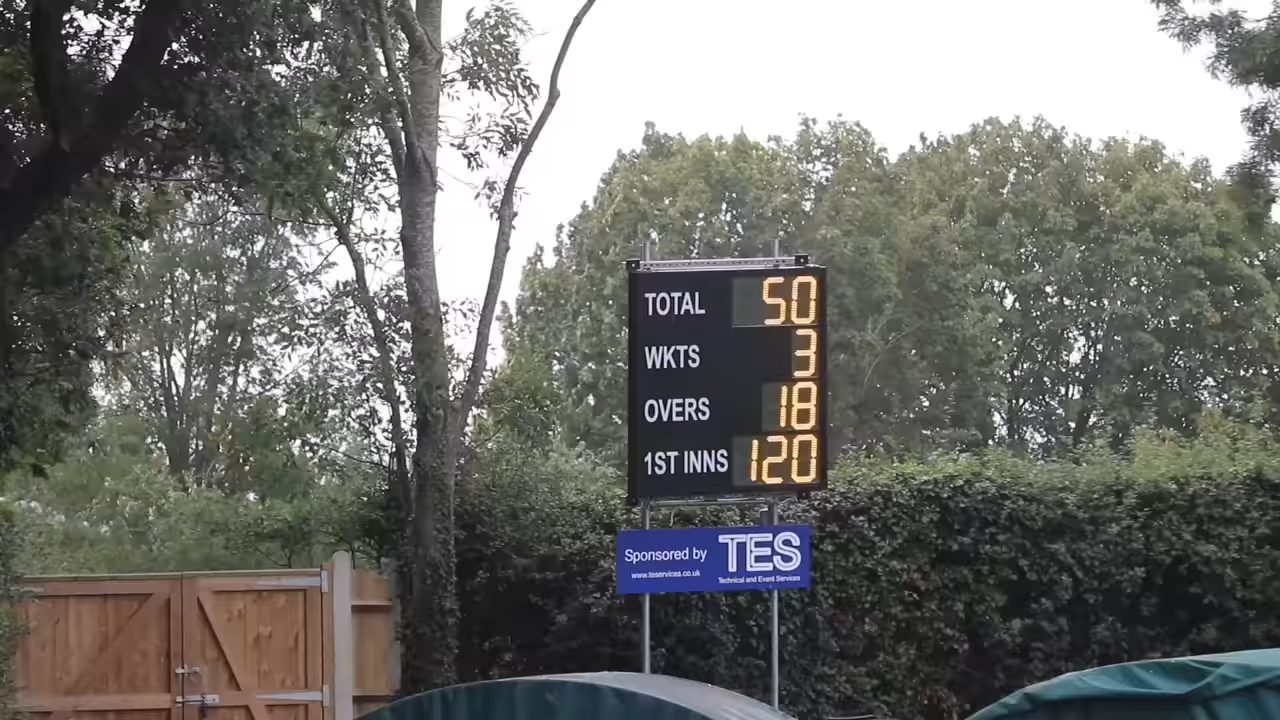 TOTAL 50
WKTS 3
OVERS 18
1ST INNS 120
Sponsored by TES
www.teservices.co.uk Technical and Event Services